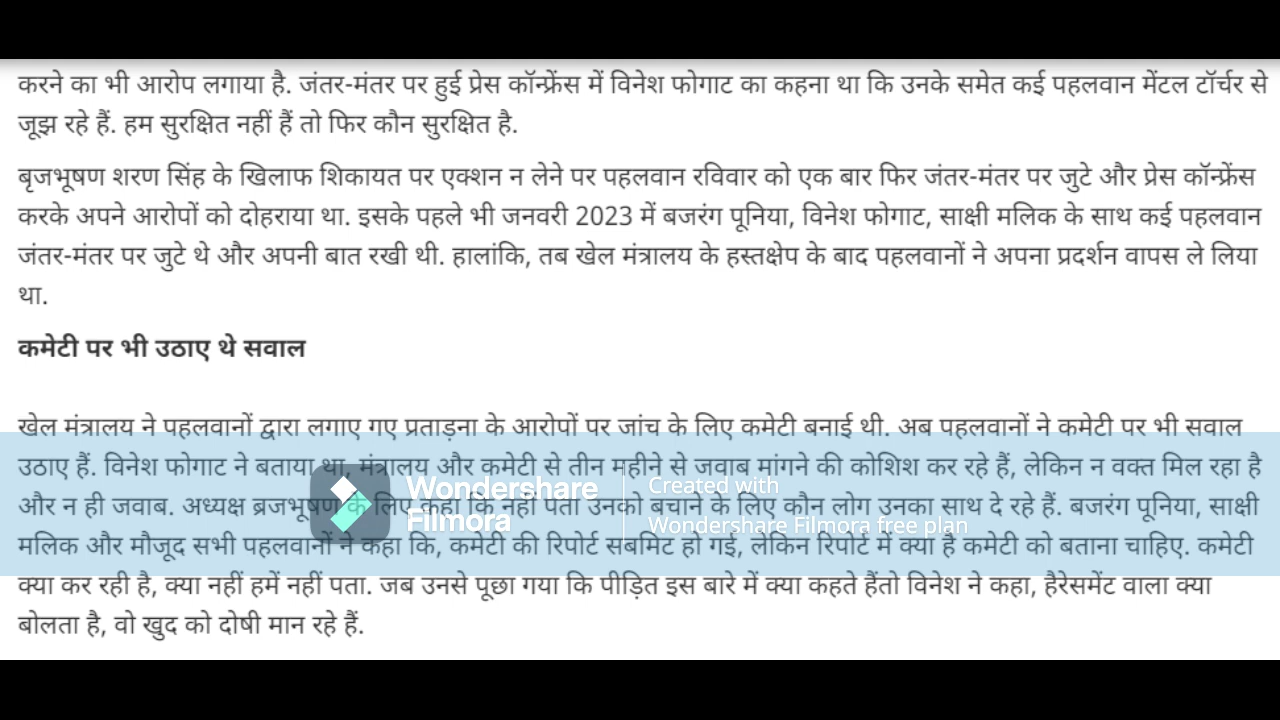 करने का भी आरोप लगाया है. जंतर-मंतर पर हुई प्रेस कॉन्फ्रेंस में विनेश फोगाट का कहना था कि उनके समेत कई पहलवान मेंटल टॉर्चर से
जूझ रहे हैं. हम सुरक्षित नहीं हैं तो फिर कौन सुरक्षित है.
बृजभूषण शरण सिंह के खिलाफ शिकायत पर एक्शन न लेने पर पहलवान रविवार को एक बार फिर जंतर-मंतर पर जुटे और प्रेस कॉन्फ्रेंस
करके अपने आरोपों को दोहराया था. इसके पहले भी जनवरी 2023 में बजरंग पूनिया, विनेश फोगाट, साक्षी मलिक के साथ कई पहलवान
जंतर-मंतर पर जुटे थे और अपनी बात रखी थी. हालांकि, तब खेल मंत्रालय के हस्तक्षेप के बाद पहलवानों ने अपना प्रदर्शन वापस ले लिया
था.
कमेटी पर भी उठाए थे सवाल
खेल मंत्रालय ने पहलवानों द्वारा लगाए गए प्रताड़ना के आरोपों पर जांच के लिए कमेटी बनाई थी. अब पहलवानों ने कमेटी पर भी सवाल
उठाए हैं. विनेश फोगाट ने बताया था, मंत्रालय और कमेटी से तीन महीने से जवाब मांगने की कोशिश कर रहे हैं, लेकिन न वक्त मिल रहा है
और न ही जवाब. अध्यक्ष ब्रजभूषण के लिए कहा कि नहीं पता उनको बचाने के लिए कौन लोग उनका साथ दे रहे हैं. बजरंग पूनिया, साक्षी
मलिक और मौजूद सभी पहलवानों ने कहा कि, कमेटी की रिपोर्ट सबमिट हो गई, लेकिन रिपोर्ट में क्या है कमेटी को बताना चाहिए. कमेटी
क्या कर रही है, क्या नहीं हमें नहीं पता. जब उनसे पूछा गया कि पीड़ित इस बारे में क्या कहते हैंतो विनेश ने कहा, हैरेसमेंट वाला क्या
बोलता है, वो खुद को दोषी मान रहे हैं.
Wondershare
Filmora
Created with
Wondershare Filmora free plan